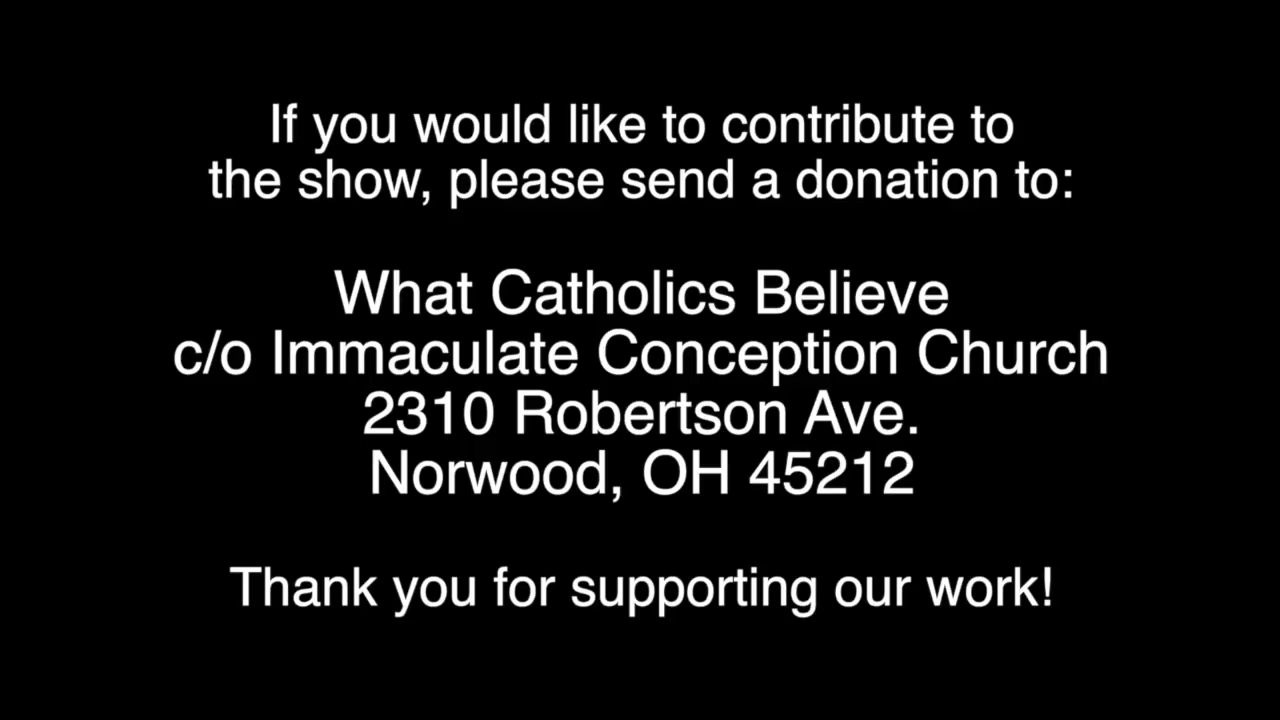 If you would like to contribute to
the show, please send a donation to:
What Catholics Believe
c/o Immaculate Conception Church
2310 Robertson Ave.
Norwood, OH 45212
Thank you for supporting our work!